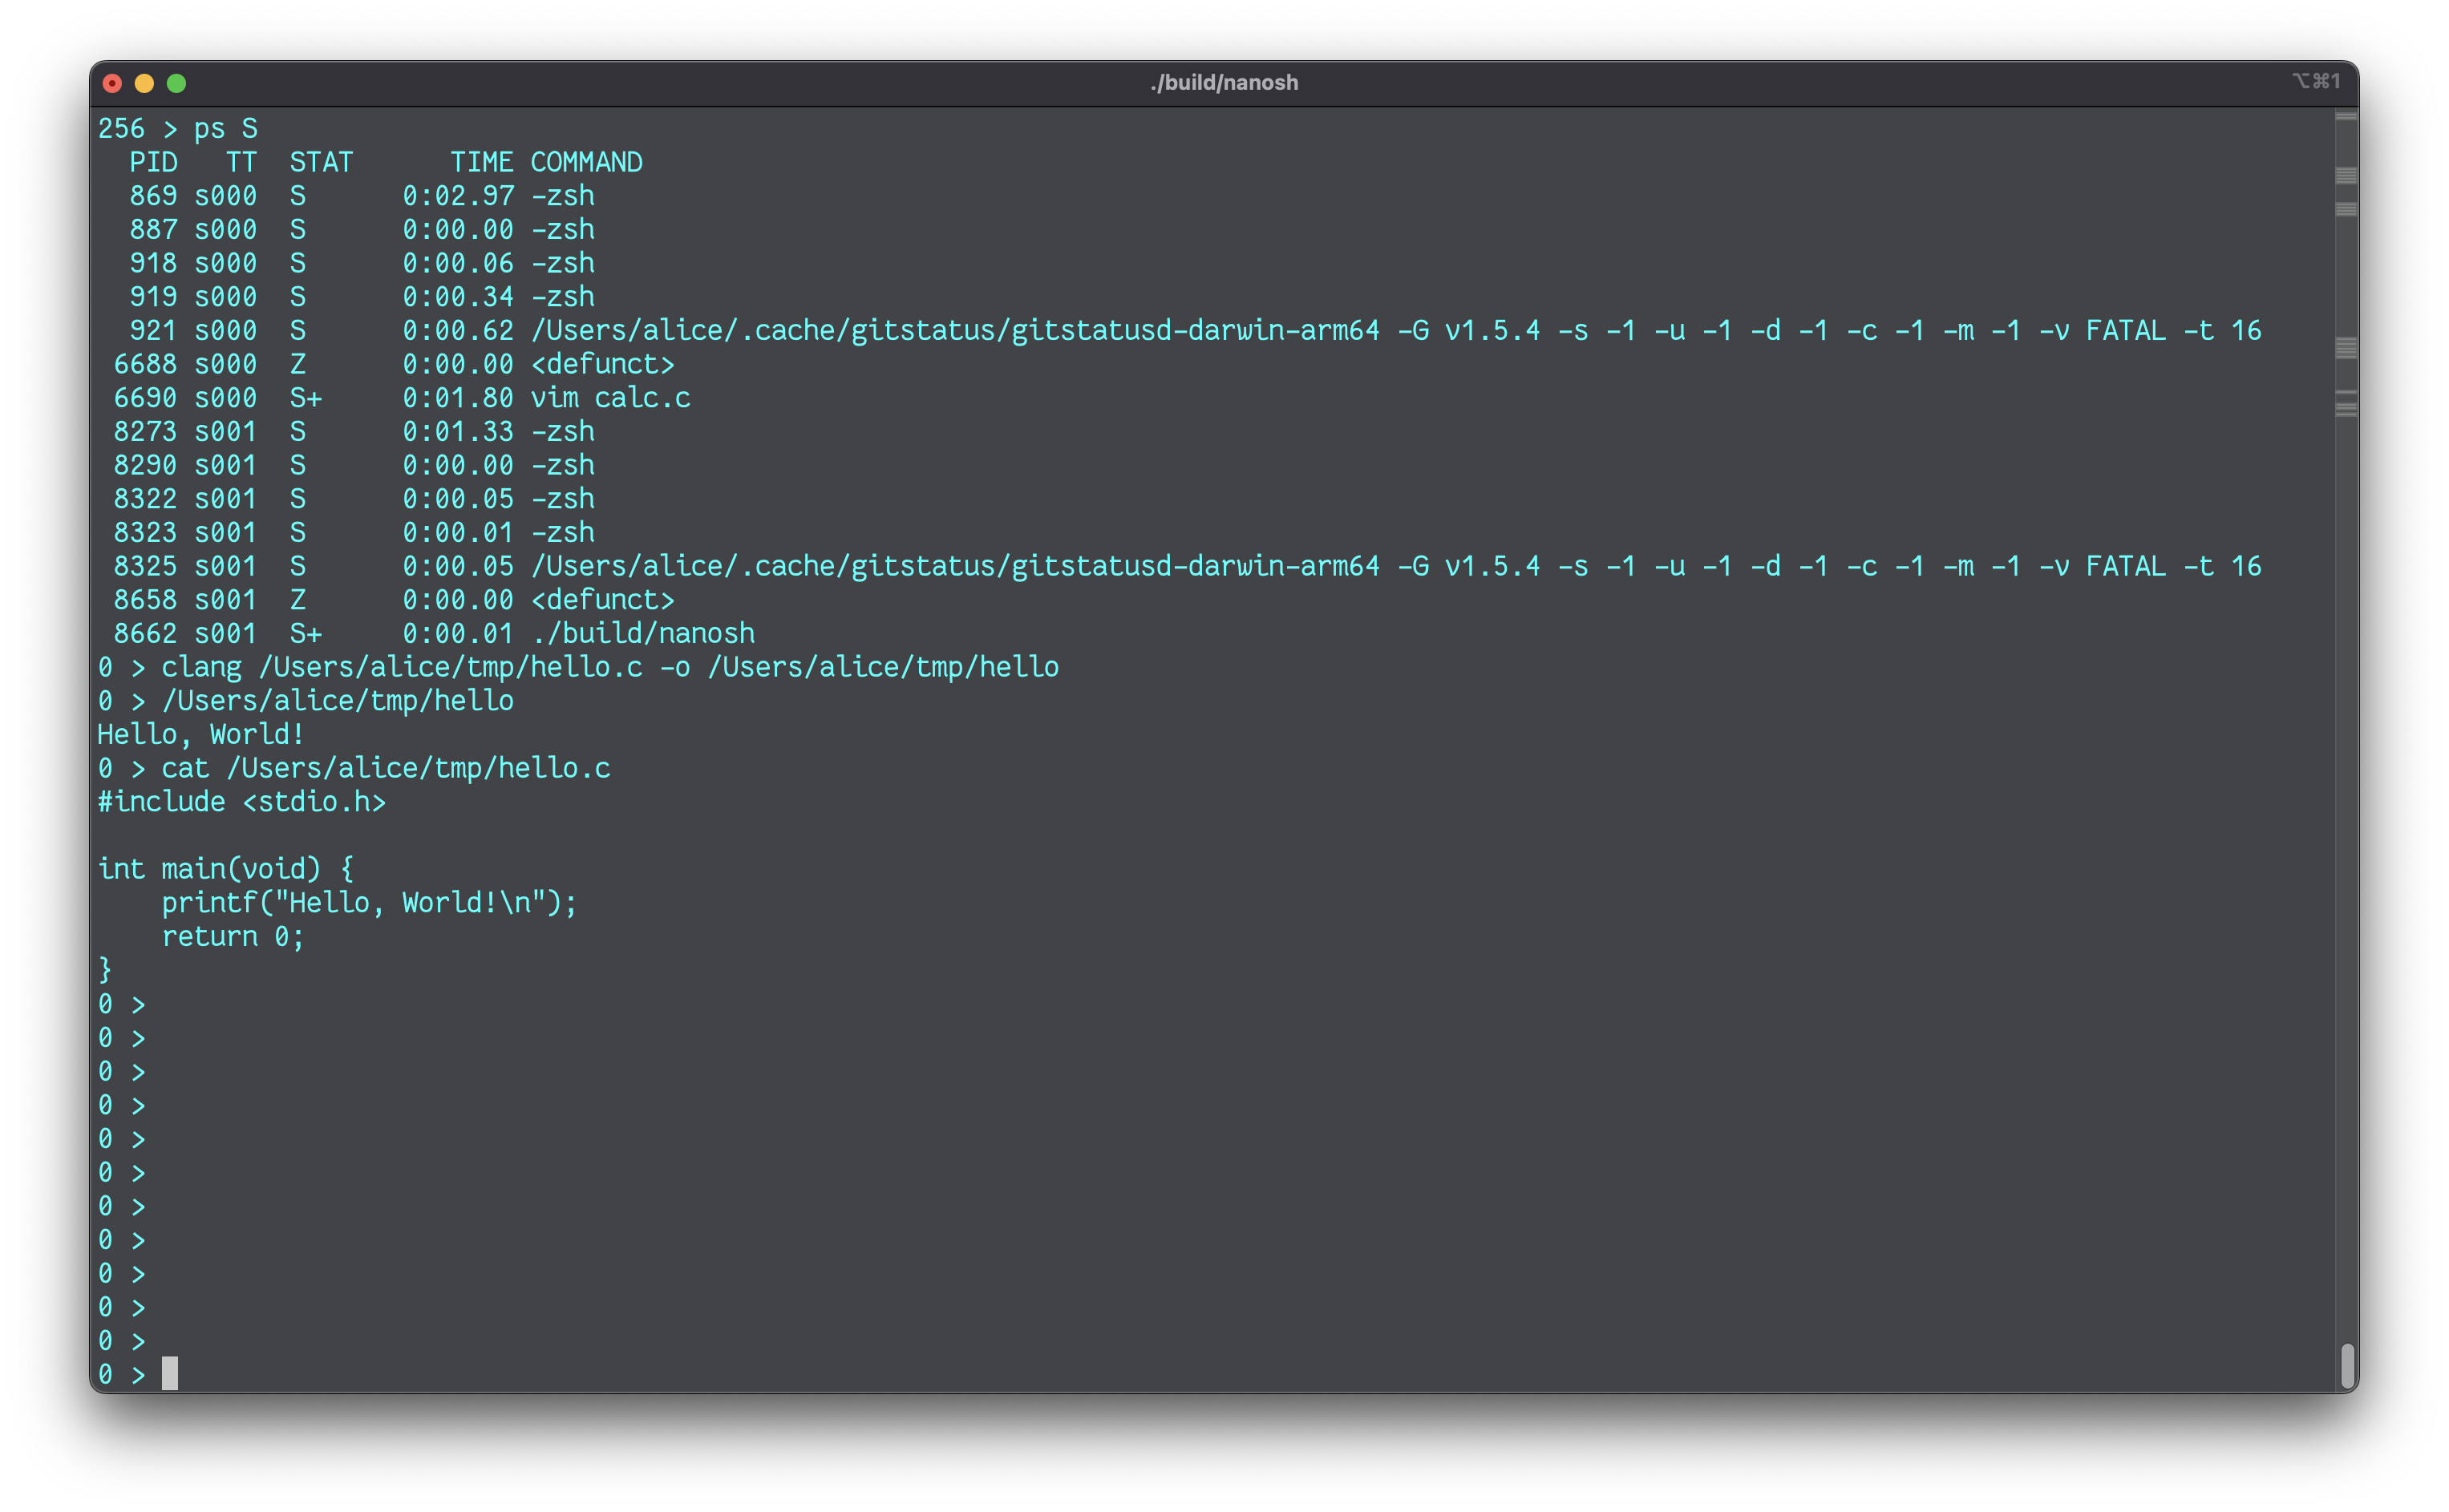 ./build/nanosh
⌥⌘1
256 > ps S
  PID   TT  STAT      TIME COMMAND
  869 s000  S      0:02.97 -zsh
  887 s000  S      0:00.00 -zsh
  918 s000  S      0:00.06 -zsh
  919 s000  S      0:00.34 -zsh
  921 s000  S      0:00.62 /Users/alice/.cache/gitstatus/gitstatusd-darwin-arm64 -G v1.5.4 -s -1 -u -1 -d -1 -c -1 -m -1 -v FATAL -t 16
 6688 s000  Z      0:00.00 <defunct>
 6690 s000  S+     0:01.80 vim calc.c
 8273 s001  S      0:01.33 -zsh
 8290 s001  S      0:00.00 -zsh
 8322 s001  S      0:00.05 -zsh
 8323 s001  S      0:00.01 -zsh
 8325 s001  S      0:00.05 /Users/alice/.cache/gitstatus/gitstatusd-darwin-arm64 -G v1.5.4 -s -1 -u -1 -d -1 -c -1 -m -1 -v FATAL -t 16
 8658 s001  Z      0:00.00 <defunct>
 8662 s001  S+     0:00.01 ./build/nanosh
0 > clang /Users/alice/tmp/hello.c -o /Users/alice/tmp/hello
0 > /Users/alice/tmp/hello
Hello, World!
0 > cat /Users/alice/tmp/hello.c
#include <stdio.h>

int main(void) {
    printf("Hello, World!\n");
    return 0;
}
0 >
0 >
0 >
0 >
0 >
0 >
0 >
0 >
0 >
0 >
0 >
0 >